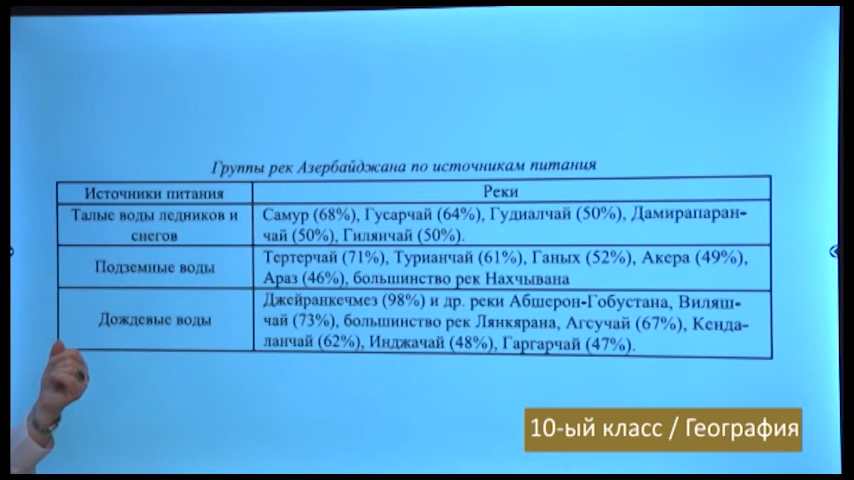 Группы рек Азербайджана по источникам питания
Источники питания
Реки
Талые воды ледников и
снегов
Самур (68%), Гусарчай (64%), Гудиалчай (50%), Дамирапаран-
чай (50%), Гилянчай (50%).
Подземные воды
Тертерчай (71%), Турианчай (61%), Ганых (52%), Акера (49%),
Араз (46%), большинство рек Нахчывана
Дождевые воды
Джейранкечмез (98%) и др. реки Абшерон-Гобустана, Виляш-
чай (73%), большинство рек Лянкярана, Агсучай (67%), Кенда-
ланчай (62%), Инджачай (48%), Гаргарчай (47%).
10-ый класс / География